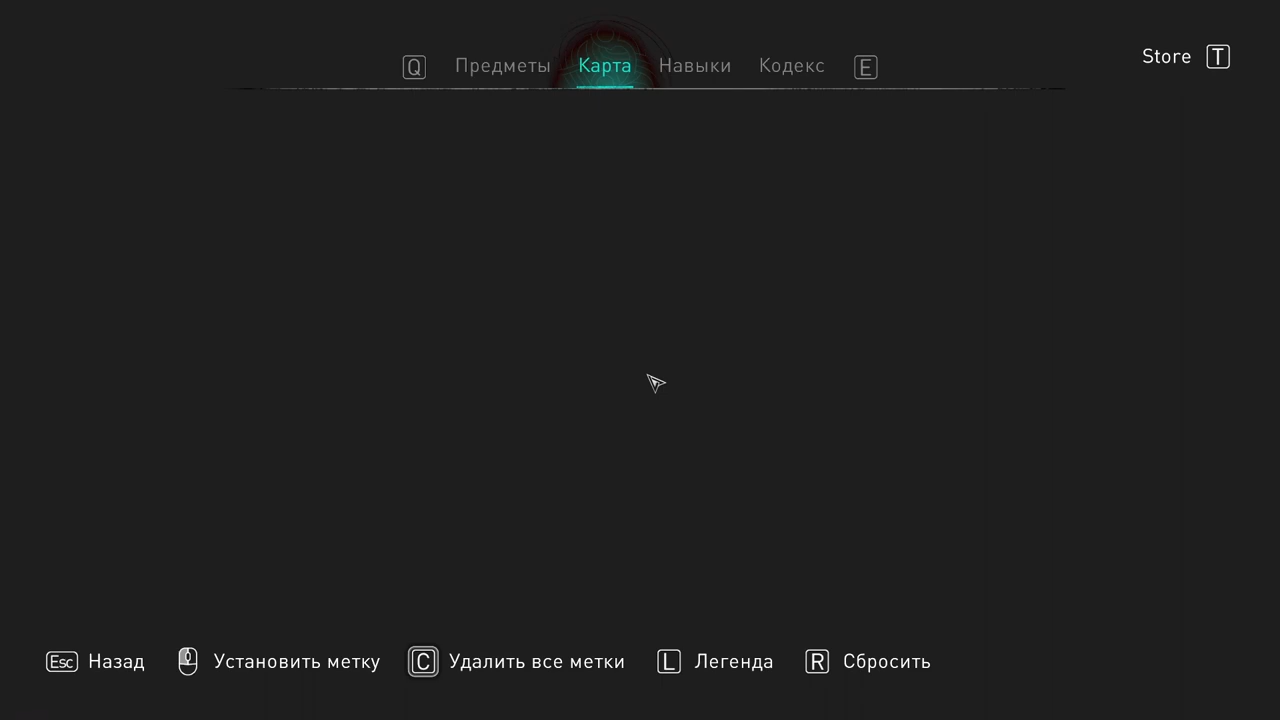 Q Предметы Карта Навыки Кодекс E
Store T
Esc Назад Установить метку C Удалить все метки L Легенда R Сбросить